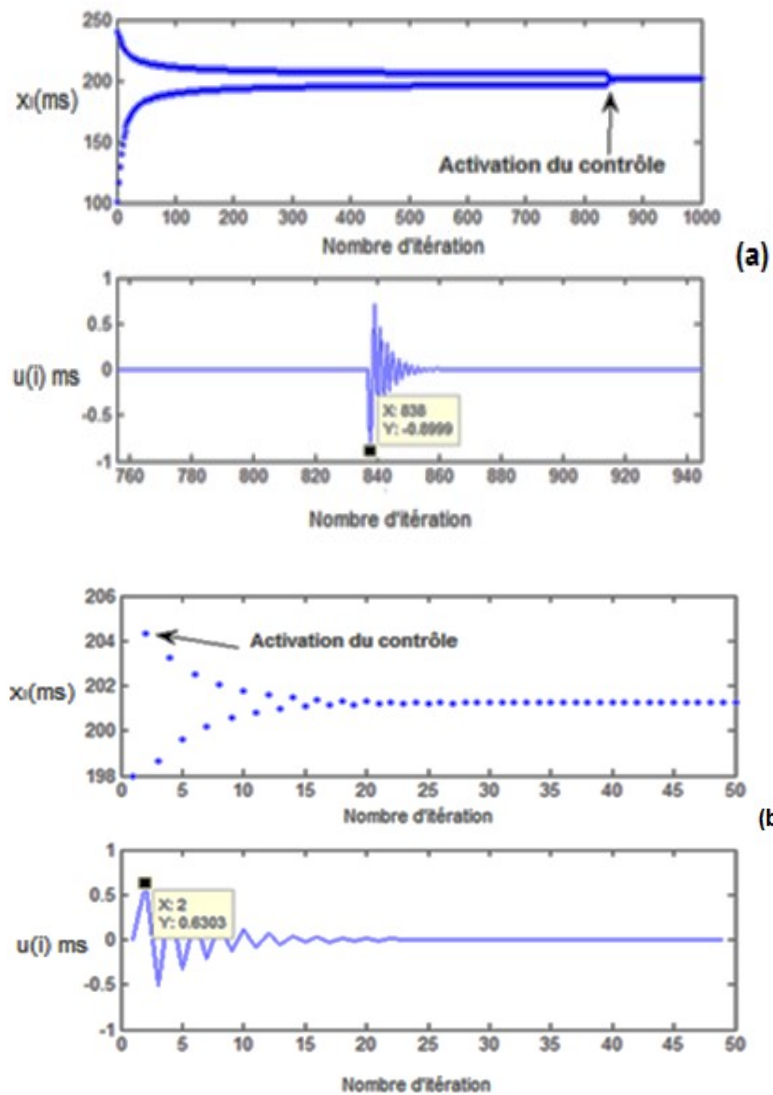 250
200
150
100
xᵢ(ms)
Activation du contrôle
0 100 200 300 400 500 600 700 800 900 1000
Nombre d'itération
(a)
1
0.5
0
-0.5
-1
u(i) ms
X: 838
Y: -0.8999
760 780 800 820 840 860 880 900 920 940
Nombre d'itération
206
204
202
200
198
xᵢ(ms)
Activation du contrôle
0 5 10 15 20 25 30 35 40 45 50
Nombre d'itération
(b
1
0.5
0
-0.5
-1
u(i) ms
X: 2
Y: 0.6303
0 5 10 15 20 25 30 35 40 45 50
Nombre d'itération